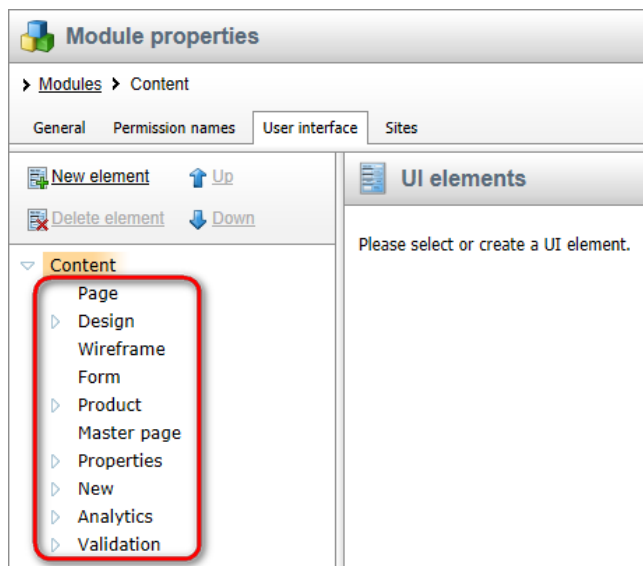 Module properties
Modules > Content
General Permission names User interface Sites
New element Up
Delete element Down
UI elements
Please select or create a UI element.
Content
Page
Design
Wireframe
Form
Product
Master page
Properties
New
Analytics
Validation